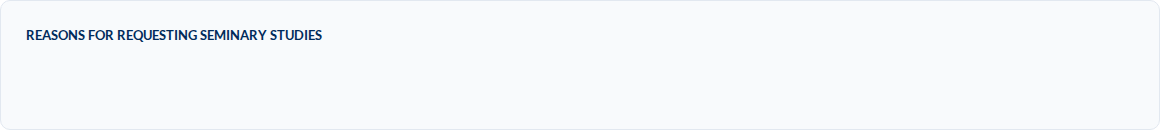 REASONS FOR REQUESTING SEMINARY STUDIES